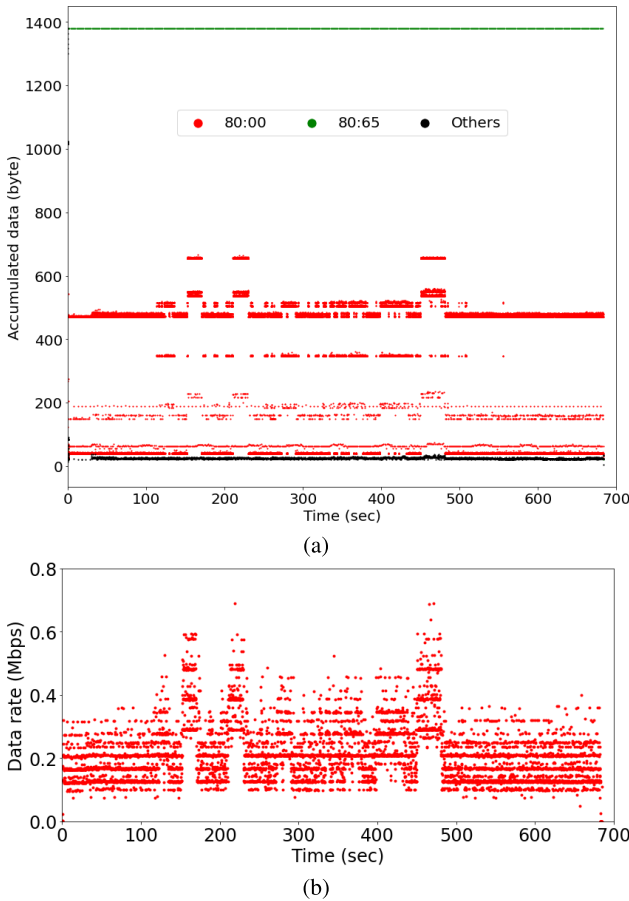 1400
1200
1000
800
600
400
200
0
Accumulated data (byte)
80:00 80:65 Others
0 100 200 300 400 500 600 700
Time (sec)
(a)
0.8
0.6
0.4
0.2
0.0
Data rate (Mbps)
0 100 200 300 400 500 600 700
Time (sec)
(b)